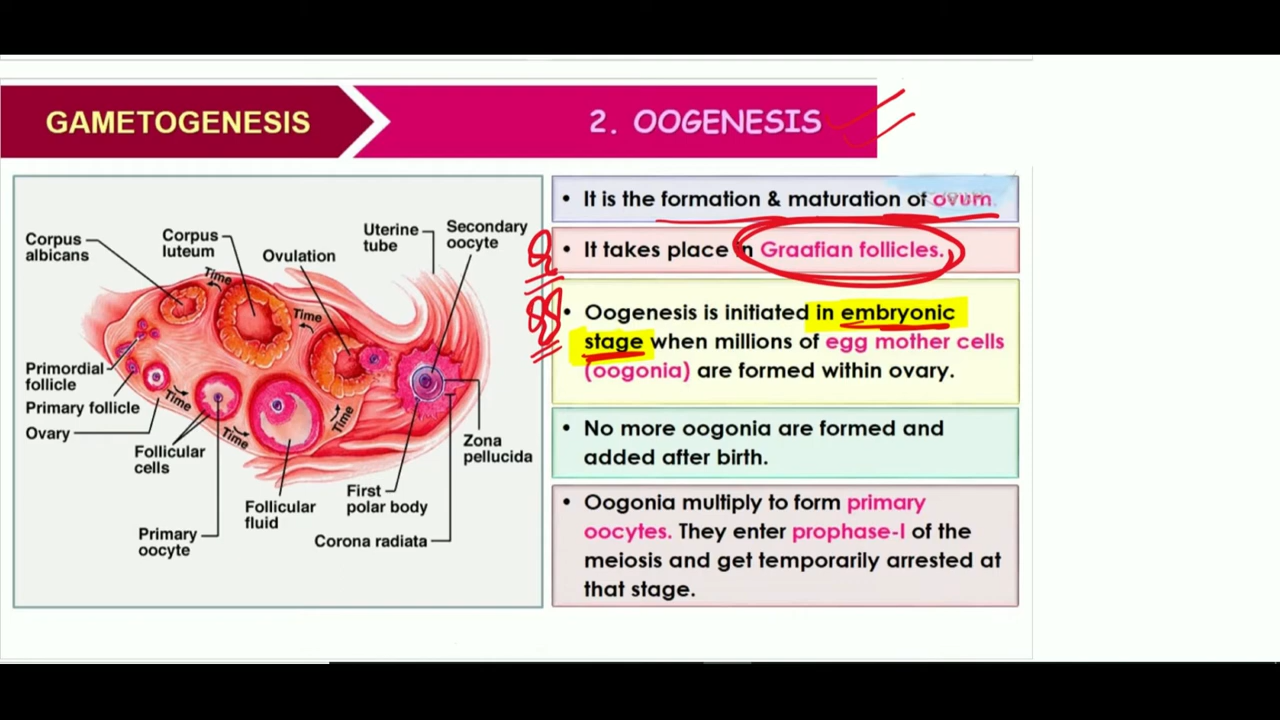 GAMETOGENESIS
2. OOGENESIS
Corpus
albicans
Corpus
luteum
Ovulation
Uterine
tube
Secondary
oocyte
Time
Time
Primordial
follicle
Primary follicle
Ovary
Time
Follicular
cells
Time
Time
Primary
oocyte
Follicular
fluid
First
polar body
Corona radiata
Zona
pellucida
• It is the formation & maturation of ovum.
• It takes place in Graafian follicles.
• Oogenesis is initiated in embryonic
stage when millions of egg mother cells
(oogonia) are formed within ovary.
• No more oogonia are formed and
added after birth.
• Oogonia multiply to form primary
oocytes. They enter prophase-I of the
meiosis and get temporarily arrested at
that stage.